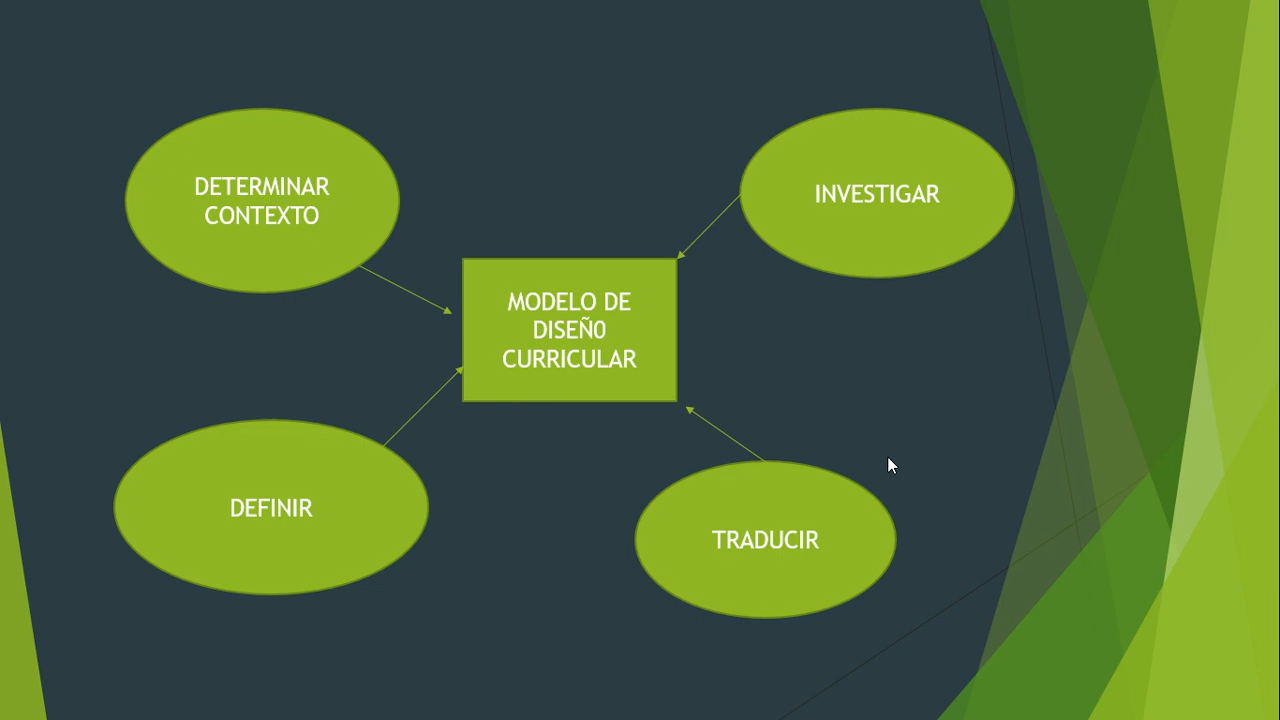 DETERMINAR
CONTEXTO
INVESTIGAR
MODELO DE
DISEÑ0
CURRICULAR
DEFINIR
TRADUCIR